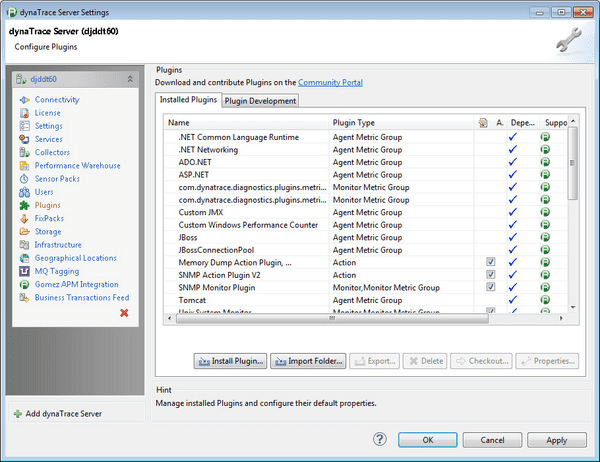 dynaTrace Server Settings
dynaTrace Server (djddt60)
Configure Plugins
djddt60
Connectivity
License
Settings
Services
Collectors
Performance Warehouse
Sensor Packs
Users
Plugins
FixPacks
Storage
Infrastructure
Geographical Locations
MQ Tagging
Gomez APM Integration
Business Transactions Feed
Add dynaTrace Server
Plugins
Download and contribute Plugins on the Community Portal
Installed Plugins Plugin Development
Name Plugin Type A. Depe... Suppo
.NET Common Language Runtime Agent Metric Group
.NET Networking Agent Metric Group
ADO.NET Agent Metric Group
ASP.NET Agent Metric Group
com.dynatrace.diagnostics.plugins.metri... Monitor Metric Group
com.dynatrace.diagnostics.plugins.metri... Monitor Metric Group
Custom JMX Agent Metric Group
Custom Windows Performance Counter Agent Metric Group
JBoss Agent Metric Group
JBossConnectionPool Agent Metric Group
Memory Dump Action Plugin, ... Action
SNMP Action Plugin V2 Action
SNMP Monitor Plugin Monitor,Monitor Metric Group
Tomcat Agent Metric Group
Unix System Monitor Monitor,Monitor Metric Group
Install Plugin... Import Folder... Export... Delete Checkout... Properties...
Hint
Manage installed Plugins and configure their default properties.
OK Cancel Apply